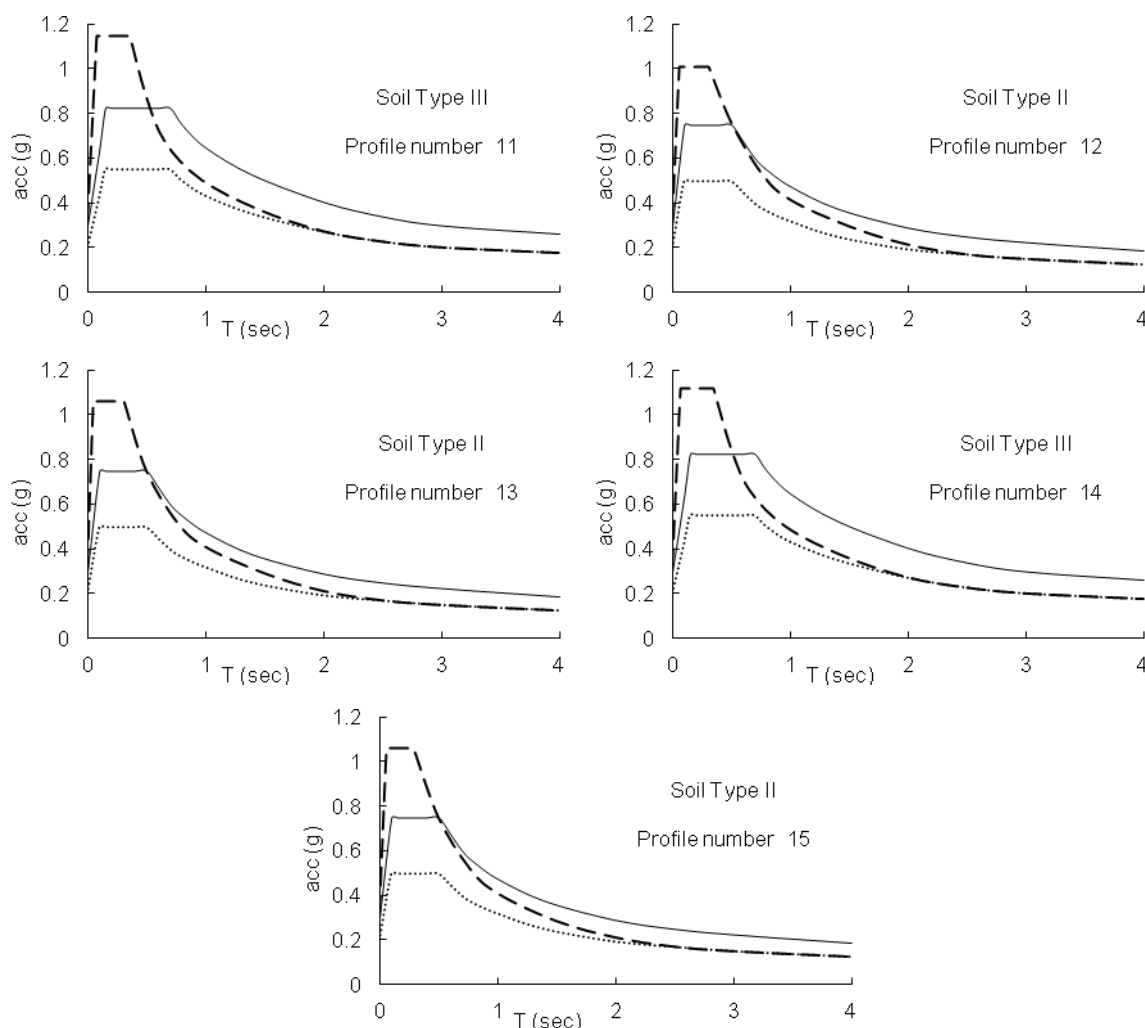 1.2
1
0.8
0.6
0.4
0.2
0
acc (g)
Soil Type III
Profile number 11
0 1 2 3 4
T (sec)
1.2
1
0.8
0.6
0.4
0.2
0
acc (g)
Soil Type II
Profile number 12
0 1 2 3 4
T (sec)
1.2
1
0.8
0.6
0.4
0.2
0
acc (g)
Soil Type II
Profile number 13
0 1 2 3 4
T (sec)
1.2
1
0.8
0.6
0.4
0.2
0
acc (g)
Soil Type III
Profile number 14
0 1 2 3 4
T (sec)
1.2
1
0.8
0.6
0.4
0.2
0
acc (g)
Soil Type II
Profile number 15
0 1 2 3 4
T (sec)